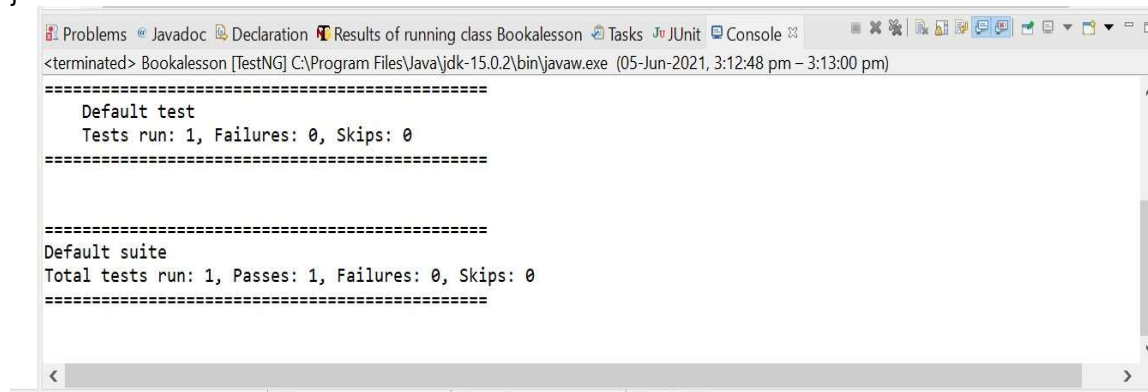 Problems @ Javadoc Declaration Results of running class Bookalesson Tasks JUnit Console
<terminated> Bookalesson [TestNG] C:\Program Files\Java\jdk-15.0.2\bin\javaw.exe (05-Jun-2021, 3:12:48 pm – 3:13:00 pm)
===============================================
Default test
Tests run: 1, Failures: 0, Skips: 0
===============================================
===============================================
Default suite
Total tests run: 1, Passes: 1, Failures: 0, Skips: 0
===============================================